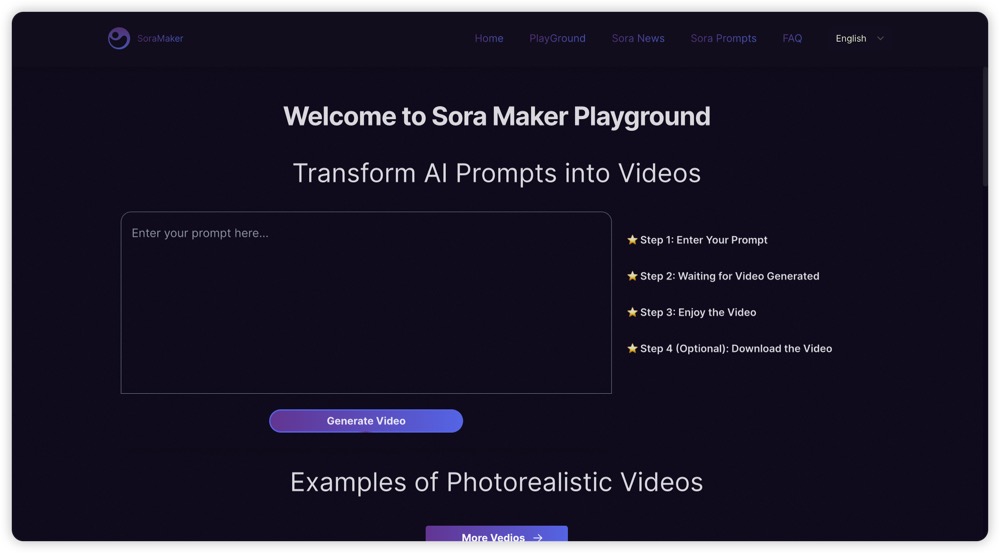 SoraMaker
Home
PlayGround
Sora News
Sora Prompts
FAQ
English
Welcome to Sora Maker Playground
Transform AI Prompts into Videos
Enter your prompt here...
⭐ Step 1: Enter Your Prompt
⭐ Step 2: Waiting for Video Generated
⭐ Step 3: Enjoy the Video
⭐ Step 4 (Optional): Download the Video
Generate Video
Examples of Photorealistic Videos
More Vedios →